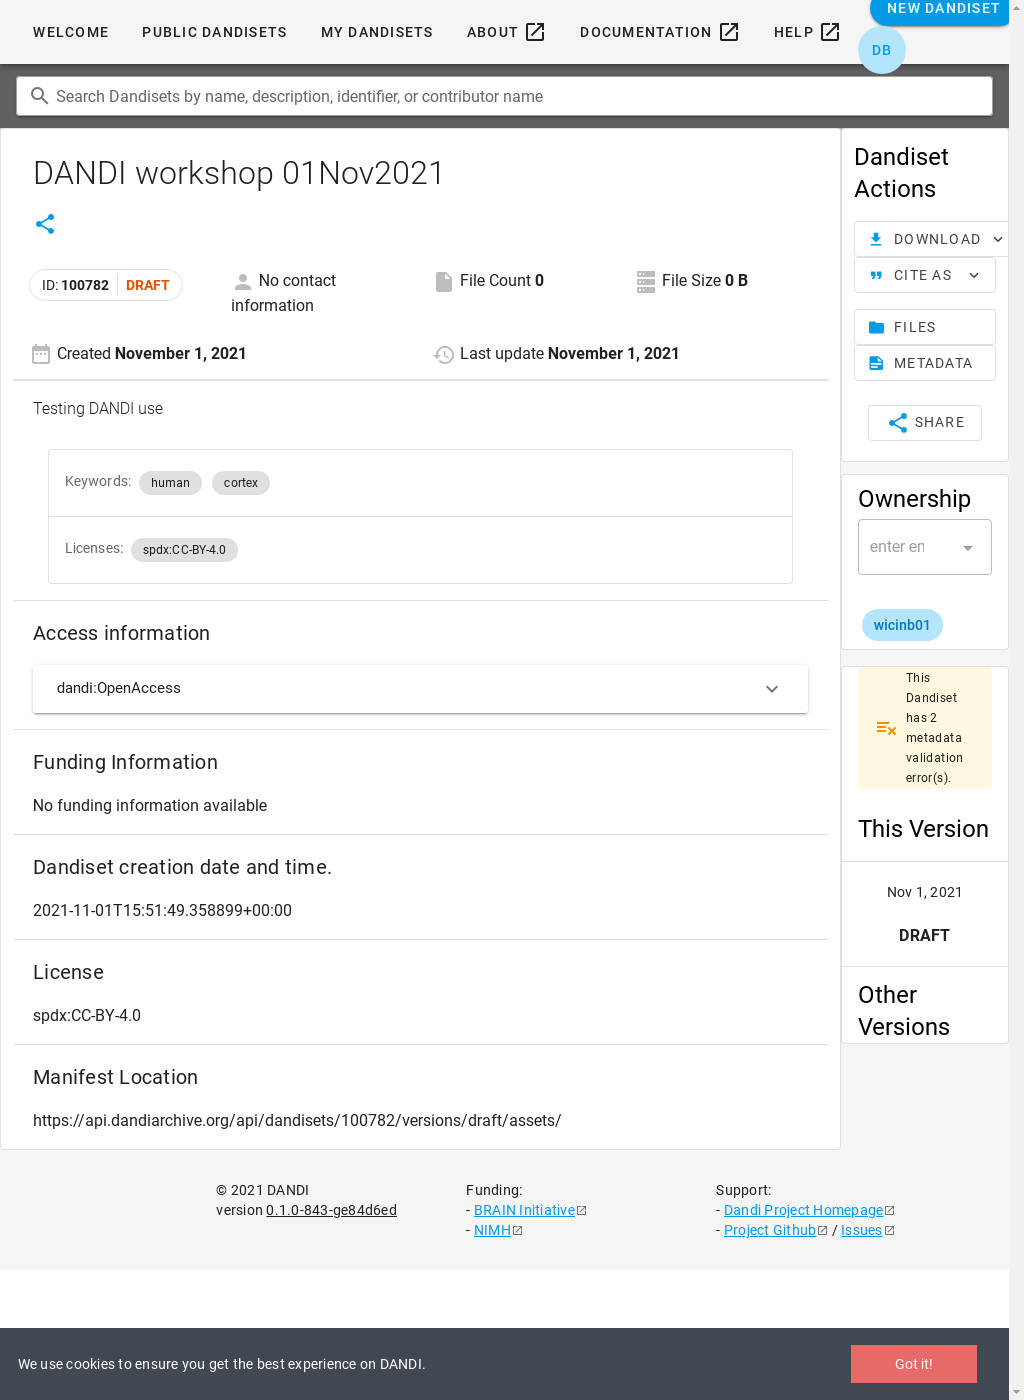 WELCOME PUBLIC DANDISETS MY DANDISETS ABOUT DOCUMENTATION HELP NEW DANDISET
DB
Search Dandisets by name, description, identifier, or contributor name
DANDI workshop 01Nov2021
ID: 100782 DRAFT
No contact information
File Count 0
File Size 0 B
Created November 1, 2021
Last update November 1, 2021
Testing DANDI use
Keywords: human cortex
Licenses: spdx:CC-BY-4.0
Access information
dandi:OpenAccess
Funding Information
No funding information available
Dandiset creation date and time.
2021-11-01T15:51:49.358899+00:00
License
spdx:CC-BY-4.0
Manifest Location
https://api.dandiarchive.org/api/dandisets/100782/versions/draft/assets/
Dandiset
Actions
DOWNLOAD
CITE AS
FILES
METADATA
SHARE
Ownership
enter en
wicinb01
This
Dandiset
has 2
metadata
validation
error(s).
This Version
Nov 1, 2021
DRAFT
Other
Versions
© 2021 DANDI
version 0.1.0-843-ge84d6ed
Funding:
- BRAIN Initiative
- NIMH
Support:
- Dandi Project Homepage
- Project Github / Issues
We use cookies to ensure you get the best experience on DANDI.
Got it!